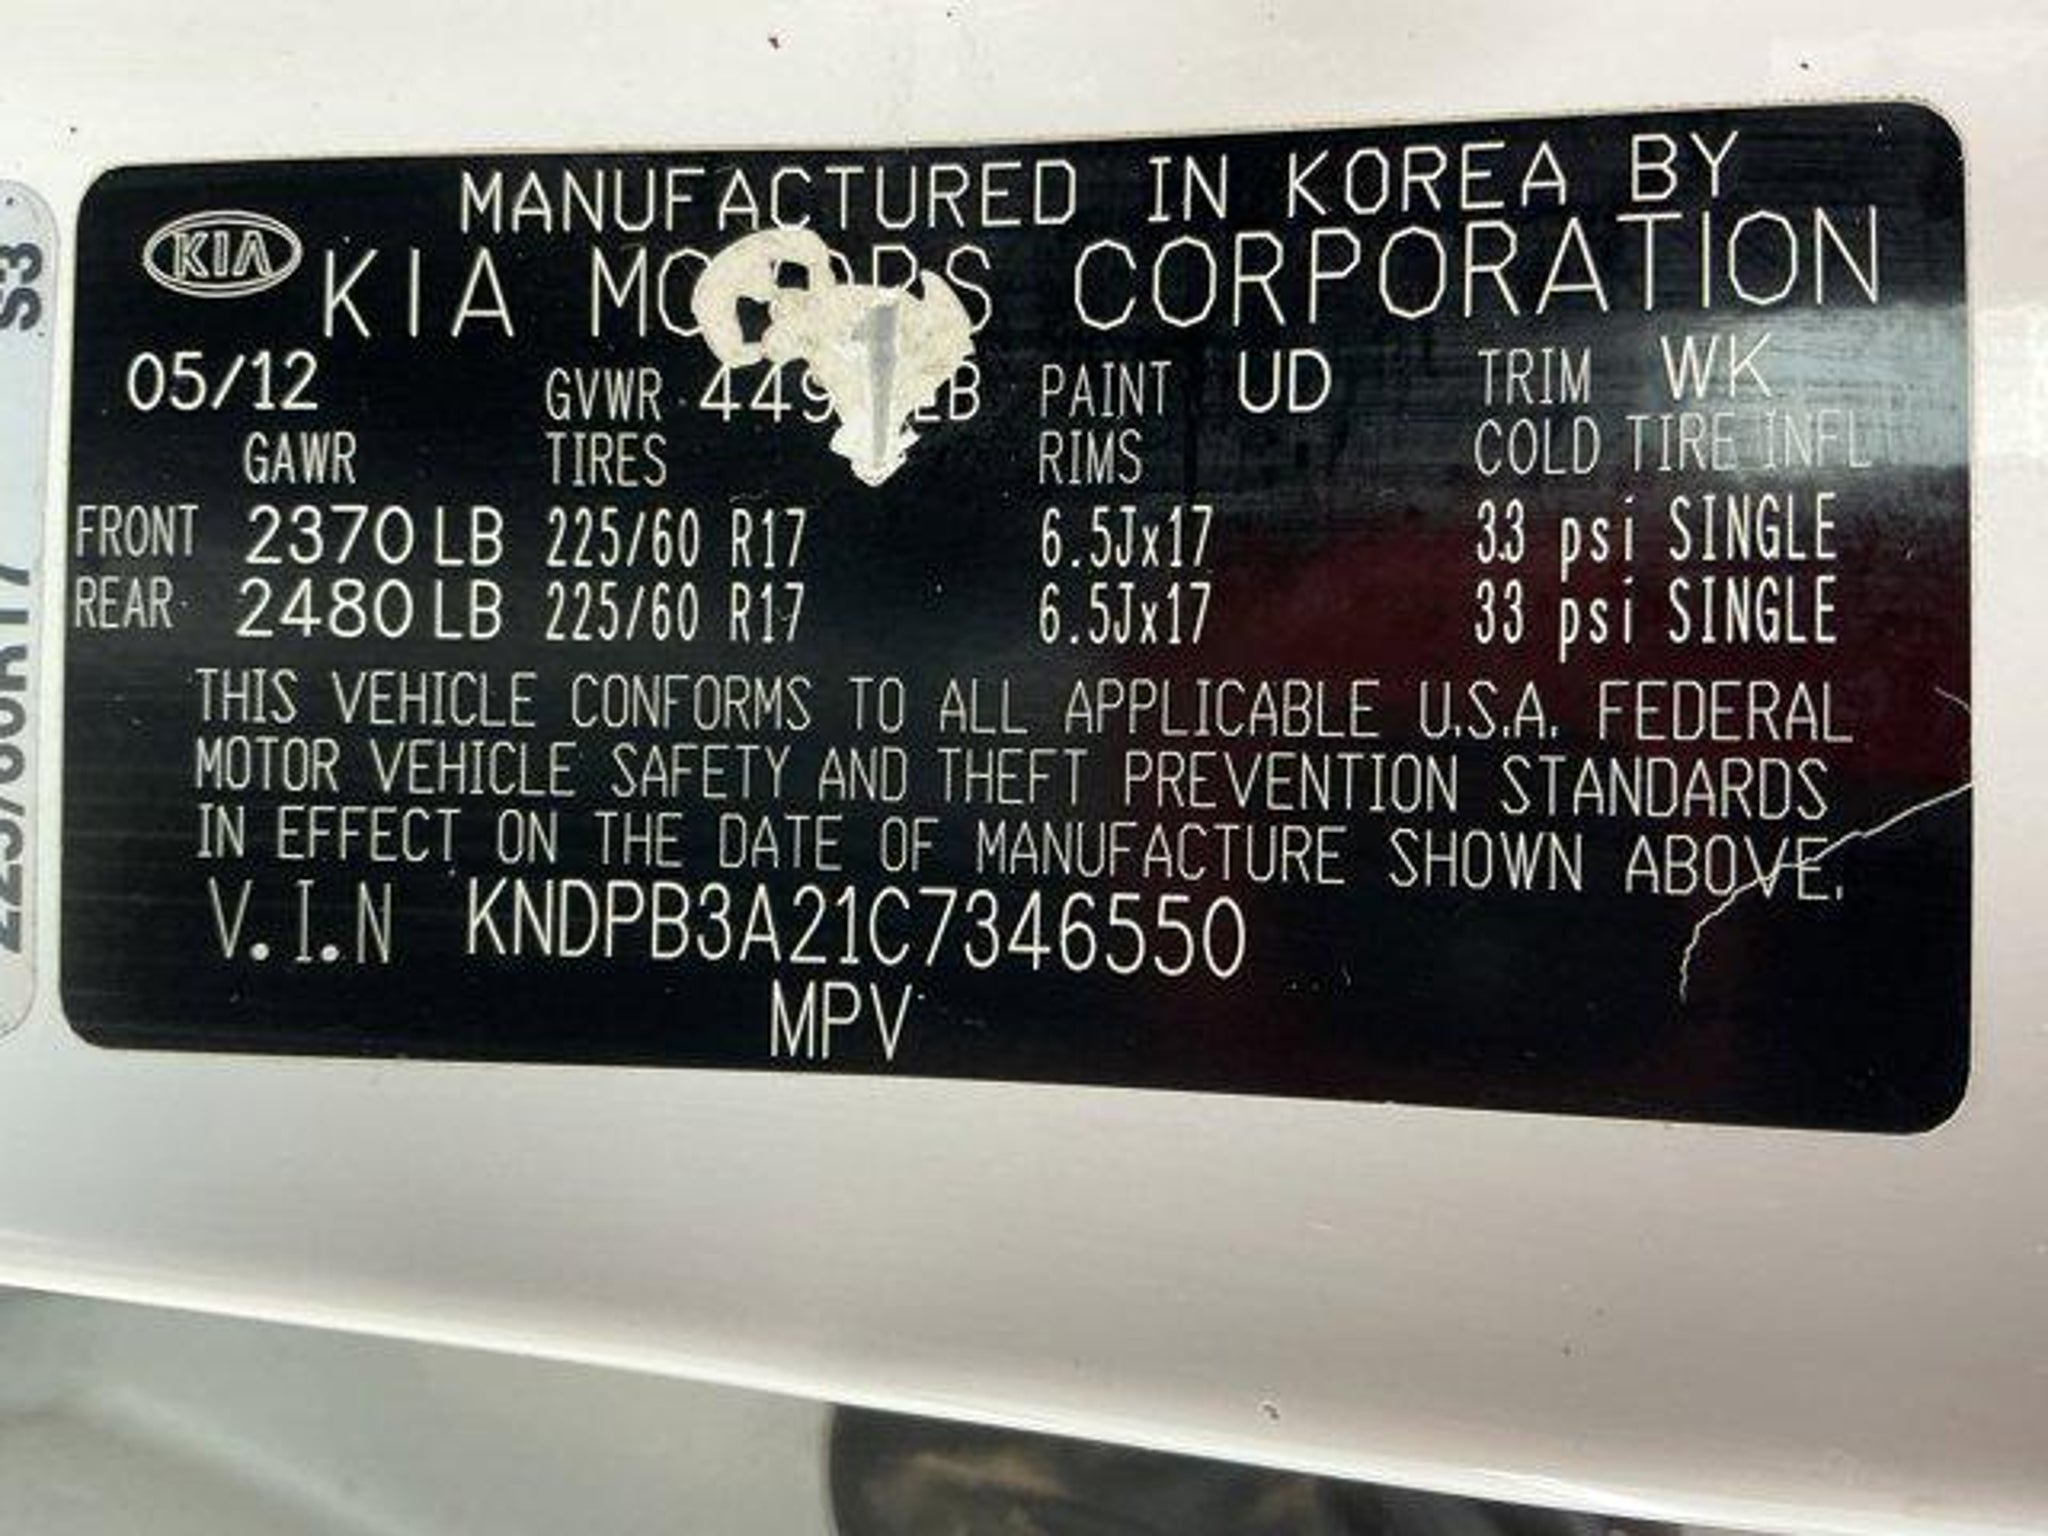 MANUFACTURED IN KOREA BY
KIA KIA MOTORS CORPORATION
05/12 GVWR PAINT UD TRIM WK
GAWR TIRES RIMS COLD TIRE INFL
FRONT 2370 LB 225/60 R17 6.5Jx17 33 psi SINGLE
REAR 2480 LB 225/60 R17 6.5Jx17 33 psi SINGLE
THIS VEHICLE CONFORMS TO ALL APPLICABLE U.S.A. FEDERAL
MOTOR VEHICLE SAFETY AND THEFT PREVENTION STANDARDS
IN EFFECT ON THE DATE OF MANUFACTURE SHOWN ABOVE.
V.I.N KNDPB3A21C7346550
MPV